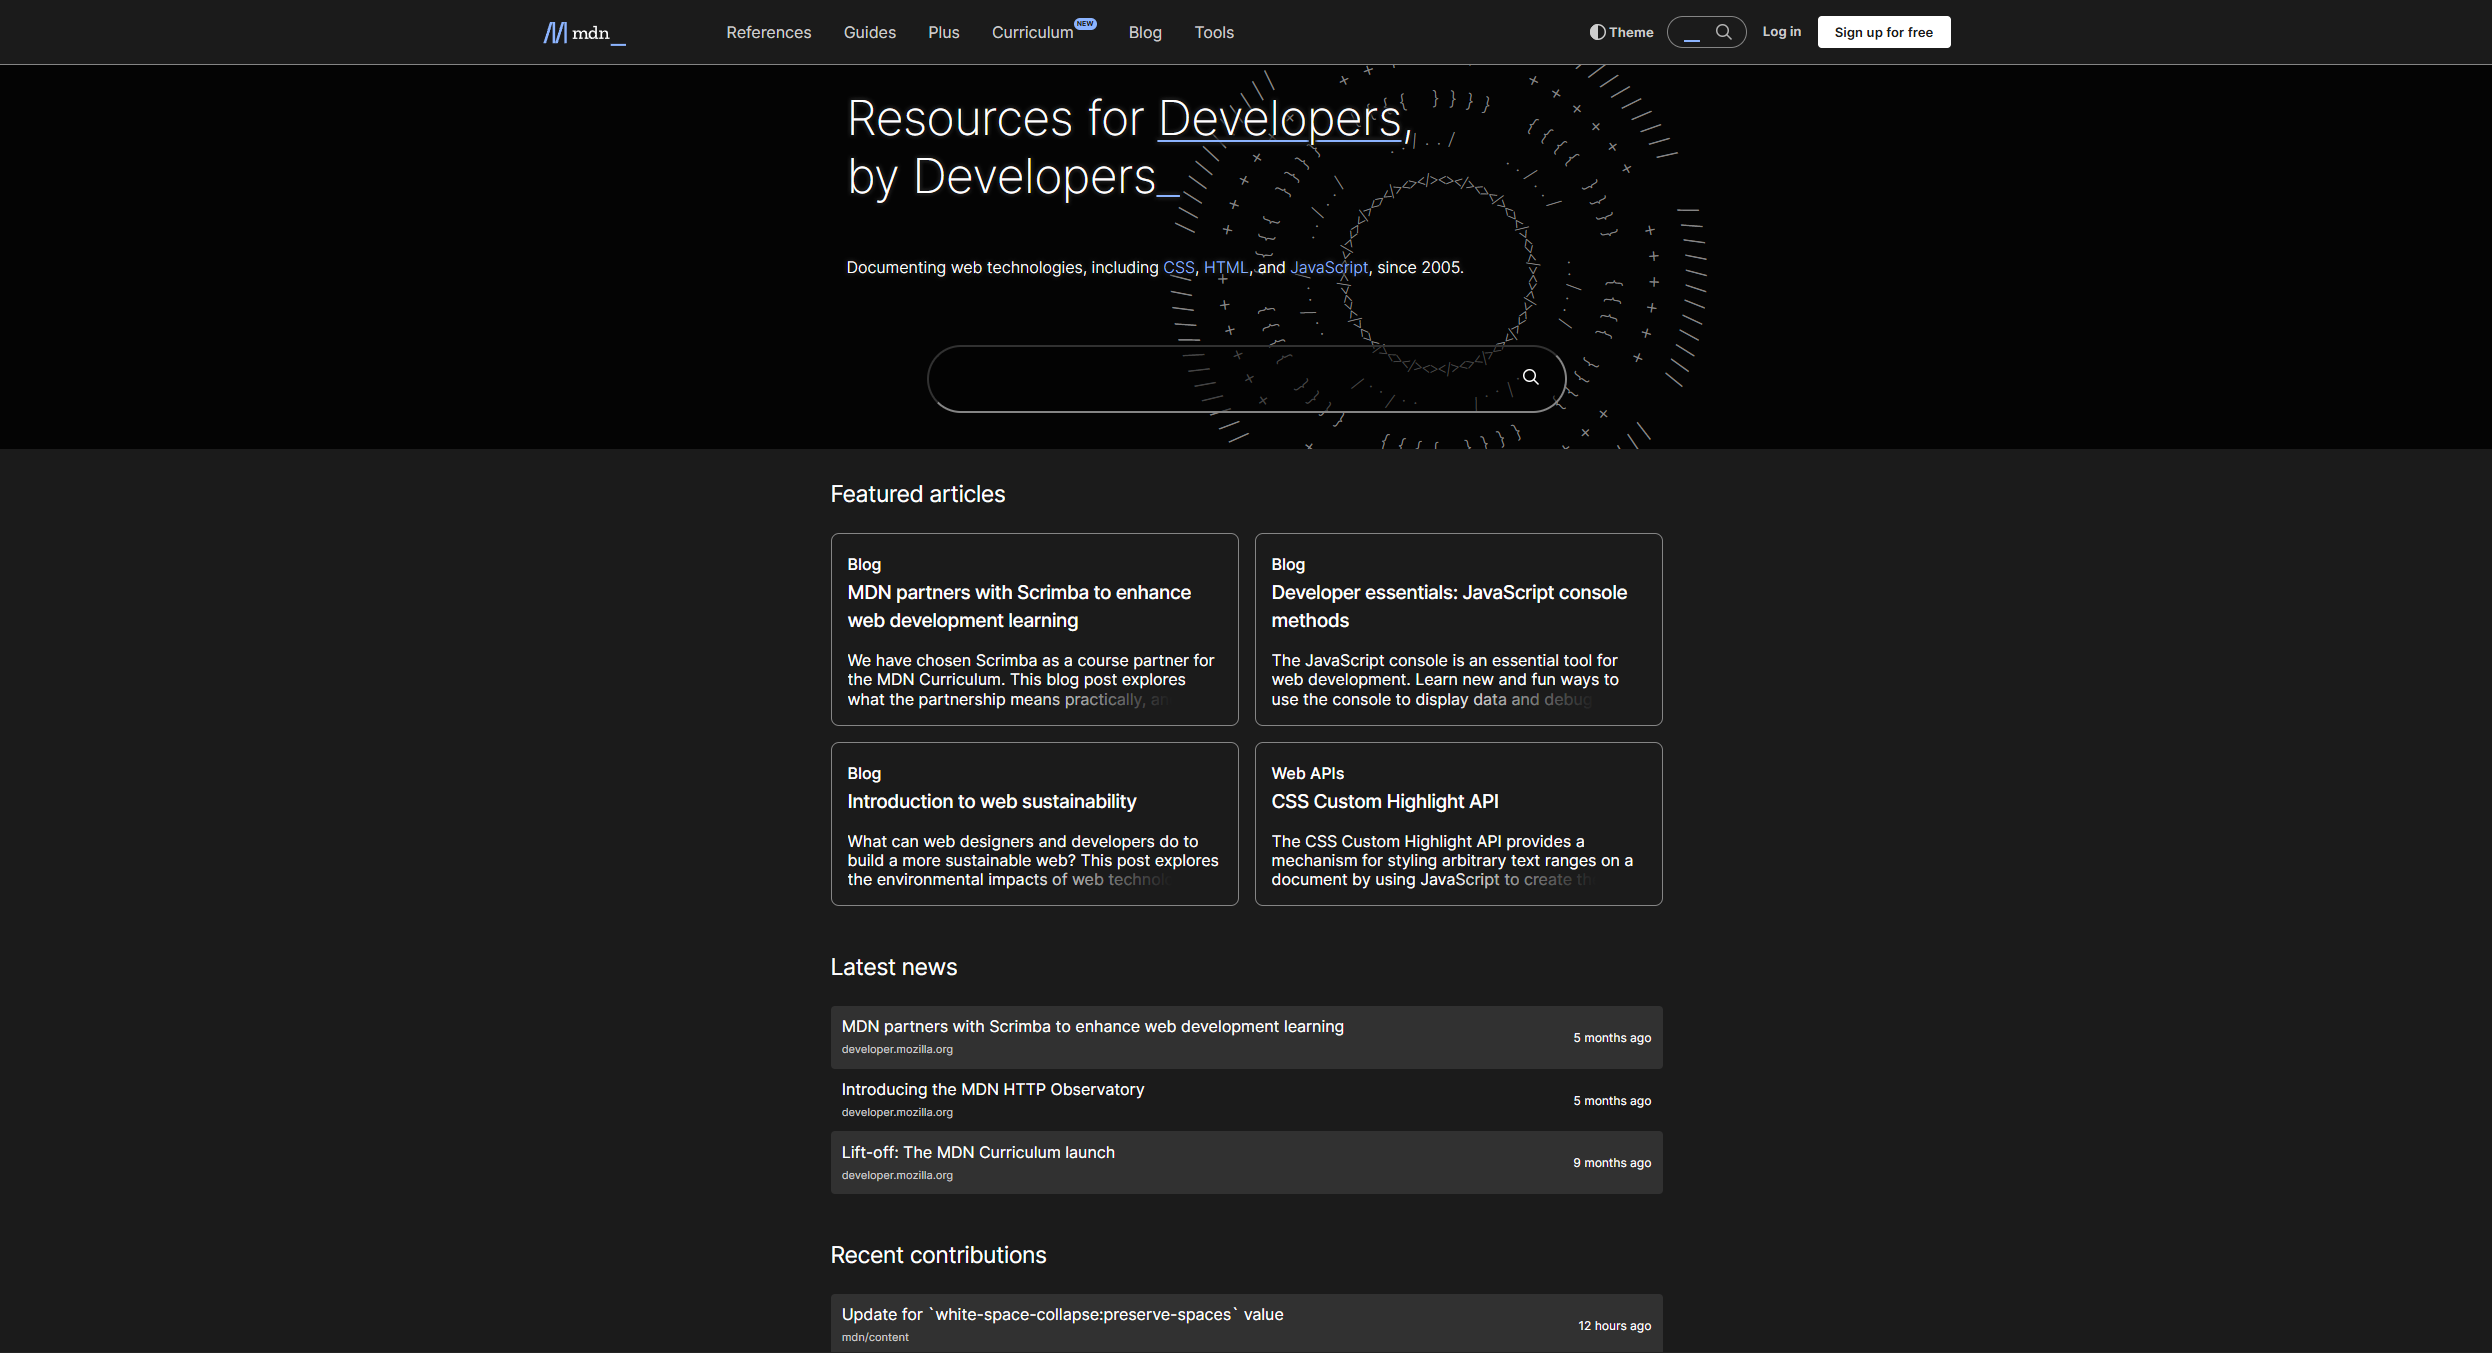 mdn_
References
Guides
Plus
Curriculum NEW
Blog
Tools
Theme
Log in
Sign up for free
Resources for Developers,
by Developers_
Documenting web technologies, including CSS, HTML, and JavaScript, since 2005.
Featured articles
Blog
MDN partners with Scrimba to enhance
web development learning
We have chosen Scrimba as a course partner for
the MDN Curriculum. This blog post explores
what the partnership means practically,
Blog
Developer essentials: JavaScript console
methods
The JavaScript console is an essential tool for
web development. Learn new and fun ways to
use the console to display data and debug
Blog
Introduction to web sustainability
What can web designers and developers do to
build a more sustainable web? This post explores
the environmental impacts of web technolo
Web APIs
CSS Custom Highlight API
The CSS Custom Highlight API provides a
mechanism for styling arbitrary text ranges on a
document by using JavaScript to create
Latest news
MDN partners with Scrimba to enhance web development learning
developer.mozilla.org
5 months ago
Introducing the MDN HTTP Observatory
developer.mozilla.org
5 months ago
Lift-off: The MDN Curriculum launch
developer.mozilla.org
9 months ago
Recent contributions
Update for `white-space-collapse:preserve-spaces` value
mdn/content
12 hours ago